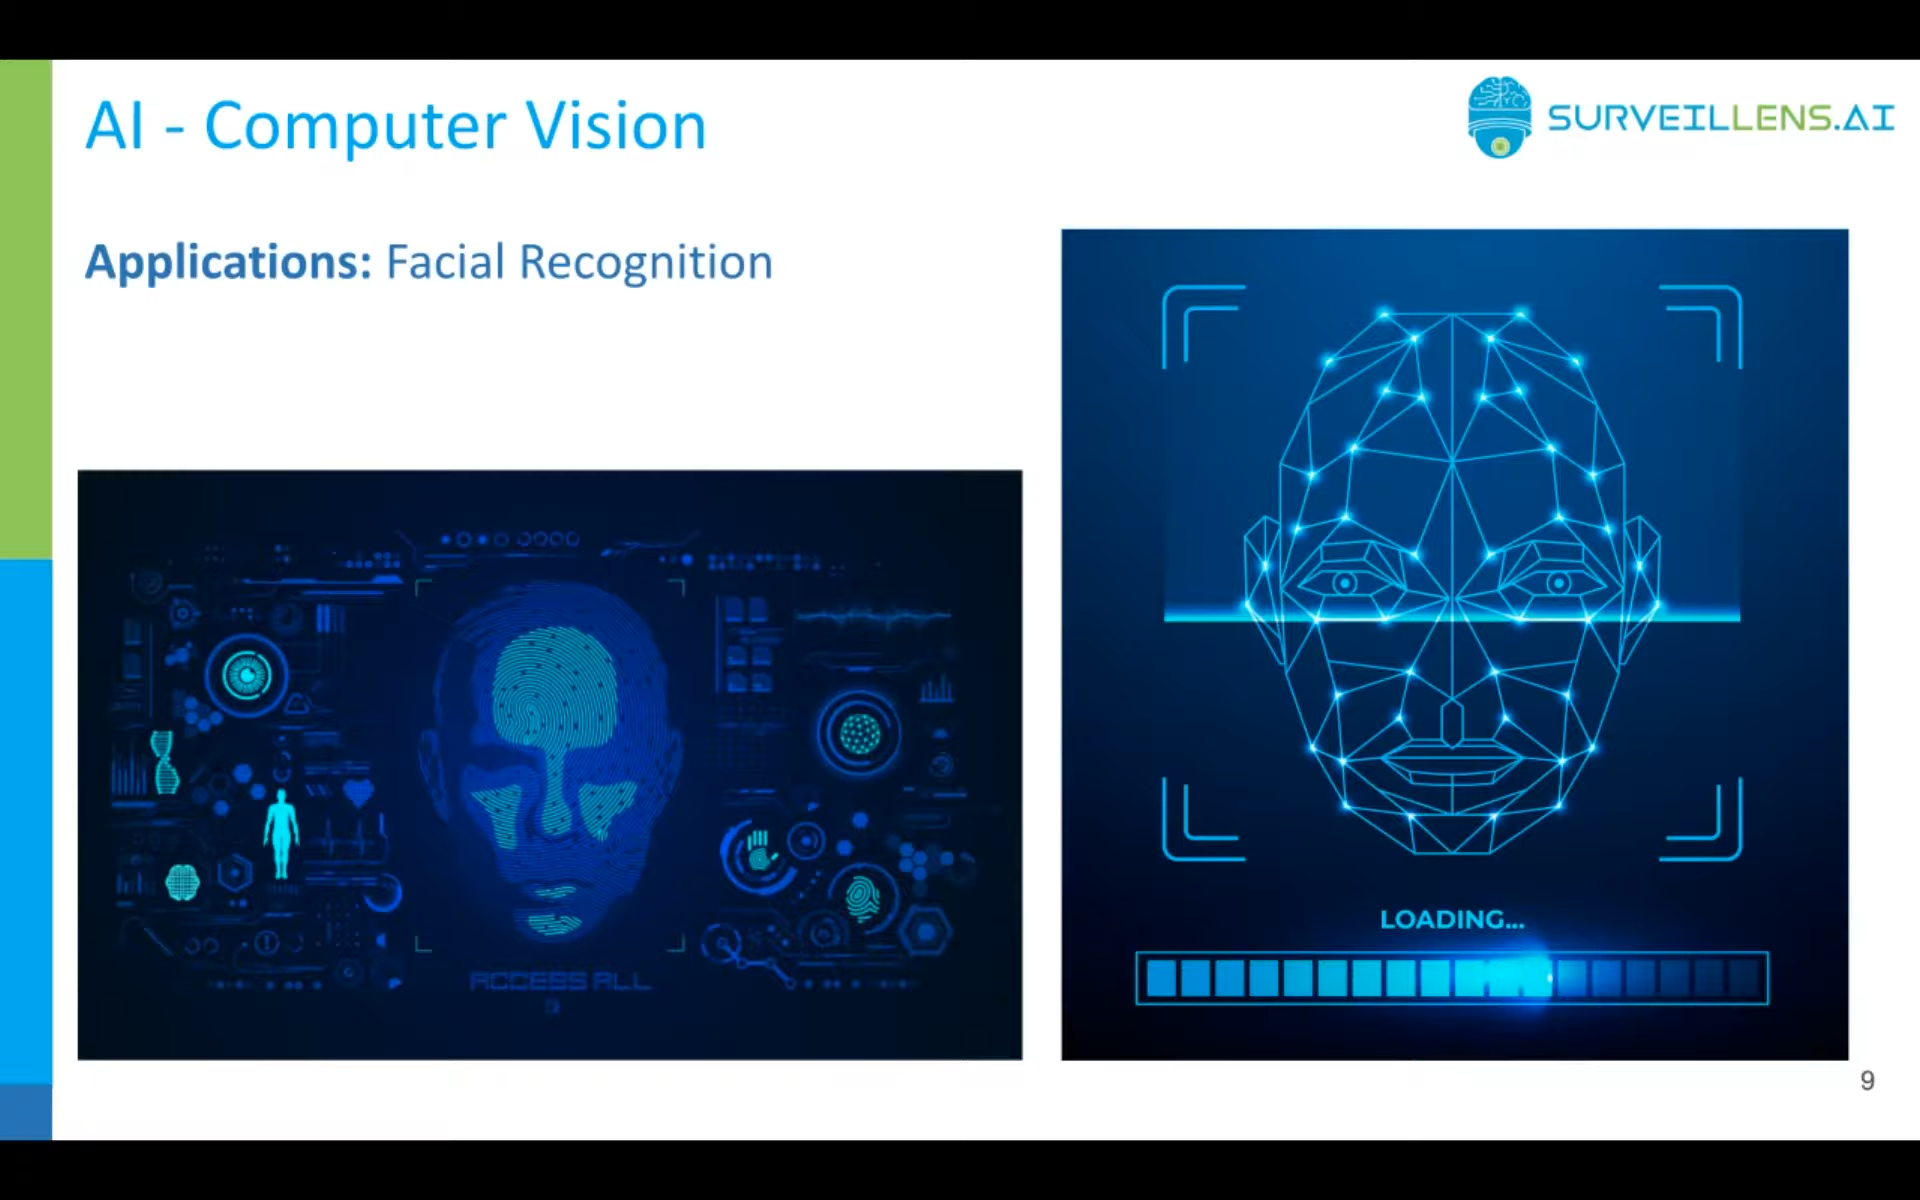 AI - Computer Vision
SURVEILLENS.AI
Applications: Facial Recognition
ACCESS ALL
LOADING...
9